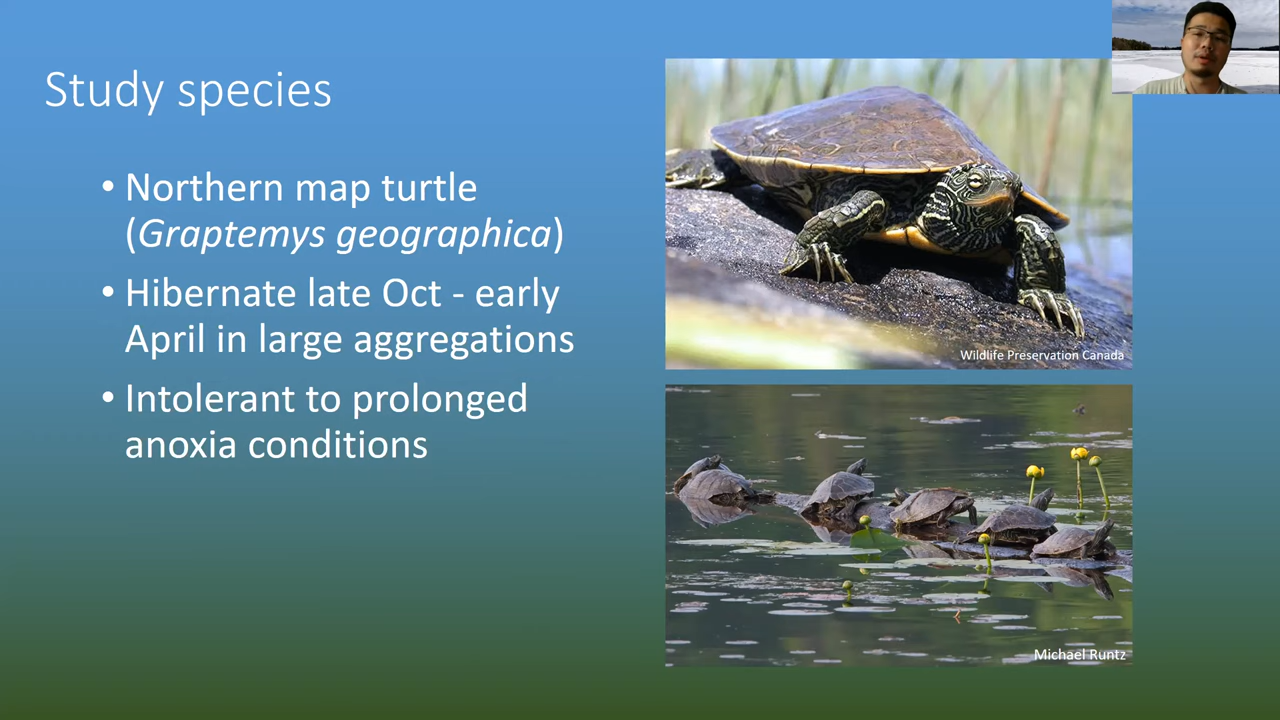 Study species
• Northern map turtle
(Graptemys geographica)
• Hibernate late Oct - early
April in large aggregations
• Intolerant to prolonged
anoxia conditions
Wildlife Preservation Canada
Michael Runtz